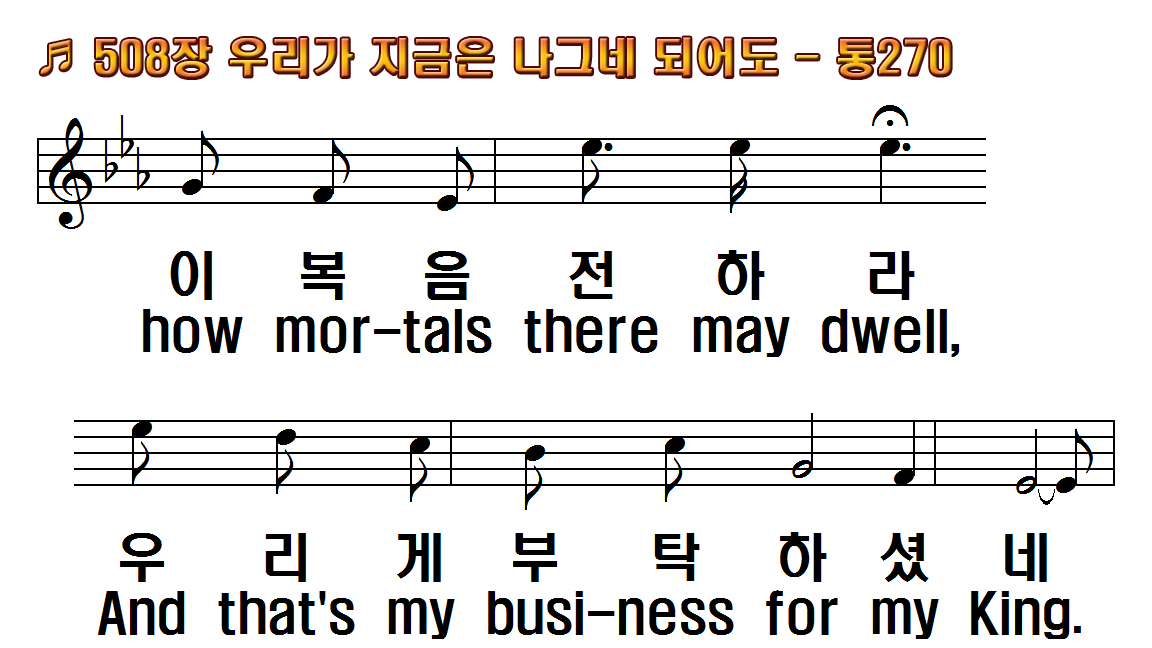 ♬ 508장 우리가 지금은 나그네 되어도 - 통270
이 복 음 전 하 라
how mor-tals there may dwell,
우 리 게 부 탁 하 셨 네
And that's my busi-ness for my King.